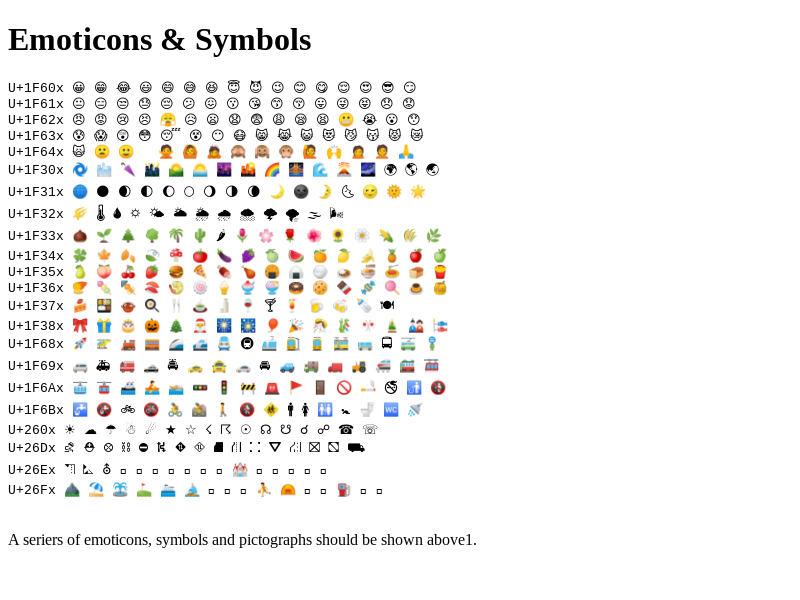 Emoticons & Symbols
U+1F60x 😀 😁 😂 😃 😄 😅 😆 😇 😈 😉 😊 😋 😌 😍 😎 😏
U+1F61x 😐 😑 😒 😓 😔 😕 😖 😗 😘 😙 😚 😛 😜 😝 😞 😟
U+1F62x 😠 😡 😢 😣 😤 😥 😦 😧 😨 😩 😪 😫 😬 😭 😮 😯
U+1F63x 😰 😱 😲 😳 😴 😵 😶 😷 😸 😹 😺 😻 😼 😽 😾 😿
U+1F64x 🙀 🙁 🙂 🙅 🙆 🙇 🙈 🙉 🙊 🙋 🙌 🙍 🙎 🙏
U+1F30x 🌀 🌁 🌂 🌃 🌄 🌅 🌆 🌇 🌈 🌉 🌊 🌋 🌌 🌍 🌎 🌏
U+1F31x 🌐 🌑 🌒 🌓 🌔 🌕 🌖 🌗 🌘 🌙 🌚 🌛 🌜 🌝 🌞 🌟
U+1F32x 🌠 🌡 🌢 🌣 🌤 🌥 🌦 🌧 🌨 🌩 🌪 🌫 🌬
U+1F33x 🌰 🌱 🌲 🌳 🌴 🌵 🌶 🌷 🌸 🌹 🌺 🌻 🌼 🌽 🌾 🌿
U+1F34x 🍀 🍁 🍂 🍃 🍄 🍅 🍆 🍇 🍈 🍉 🍊 🍋 🍌 🍍 🍎 🍏
U+1F35x 🍐 🍑 🍒 🍓 🍔 🍕 🍖 🍗 🍘 🍙 🍚 🍛 🍜 🍝 🍞 🍟
U+1F36x 🍠 🍡 🍢 🍣 🍤 🍥 🍦 🍧 🍨 🍩 🍪 🍫 🍬 🍭 🍮 🍯
U+1F37x 🍰 🍱 🍲 🍳 🍴 🍵 🍶 🍷 🍸 🍹 🍺 🍻 🍼 🍽
U+1F38x 🎀 🎁 🎂 🎃 🎄 🎅 🎆 🎇 🎈 🎉 🎊 🎋 🎌 🎍 🎎 🎏
U+1F68x 🚀 🚁 🚂 🚃 🚄 🚅 🚆 🚇 🚈 🚉 🚊 🚋 🚌 🚍 🚎 🚏
U+1F69x 🚐 🚑 🚒 🚓 🚔 🚕 🚖 🚗 🚘 🚙 🚚 🚛 🚜 🚝 🚞 🚟
U+1F6Ax 🚠 🚡 🚢 🚣 🚤 🚥 🚦 🚧 🚨 🚩 🚪 🚫 🚬 🚭 🚮 🚯
U+1F6Bx 🚰 🚱 🚲 🚳 🚴 🚵 🚶 🚷 🚸 🚹 🚺 🚻 🚼 🚽 🚾 🚿
U+260x ☀ ☁ ☂ ☃ ☄ ★ ☆ ☇ ☈ ☉ ☊ ☋ ☌ ☍ ☎ ☏
U+26Dx ⛐ ⛑ ⛒ ⛓ ⛔ ⛕ ⛖ ⛗ ⛘ ⛙ ⛚ ⛛ ⛜ ⛝ ⛞ ⛟
U+26Ex ⛠ ⛡ ⛢ ⛣ ⛤ ⛥ ⛦ ⛧ ⛨ ⛩ ⛪ ⛫ ⛬ ⛭ ⛮ ⛯
U+26Fx ⛰ ⛱ ⛲ ⛳ ⛴ ⛵ ⛶ ⛷ ⛸ ⛹ ⛺ ⛻ ⛼ ⛽ ⛾ ⛿
A seriers of emoticons, symbols and pictographs should be shown above1.